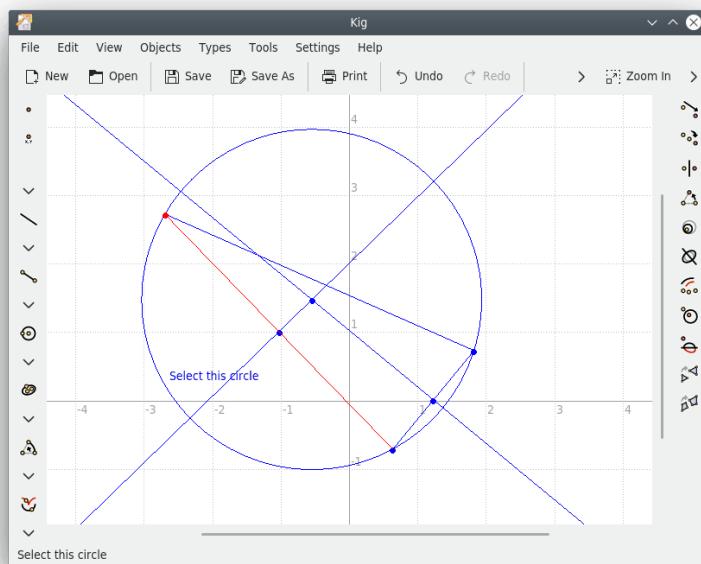 Kig
File Edit View Objects Types Tools Settings Help
New Open Save Save As Print Undo Redo Zoom In
4
3
2
1
-4 -3 -2 -1 1 2 3 4
-1
Select this circle
Select this circle